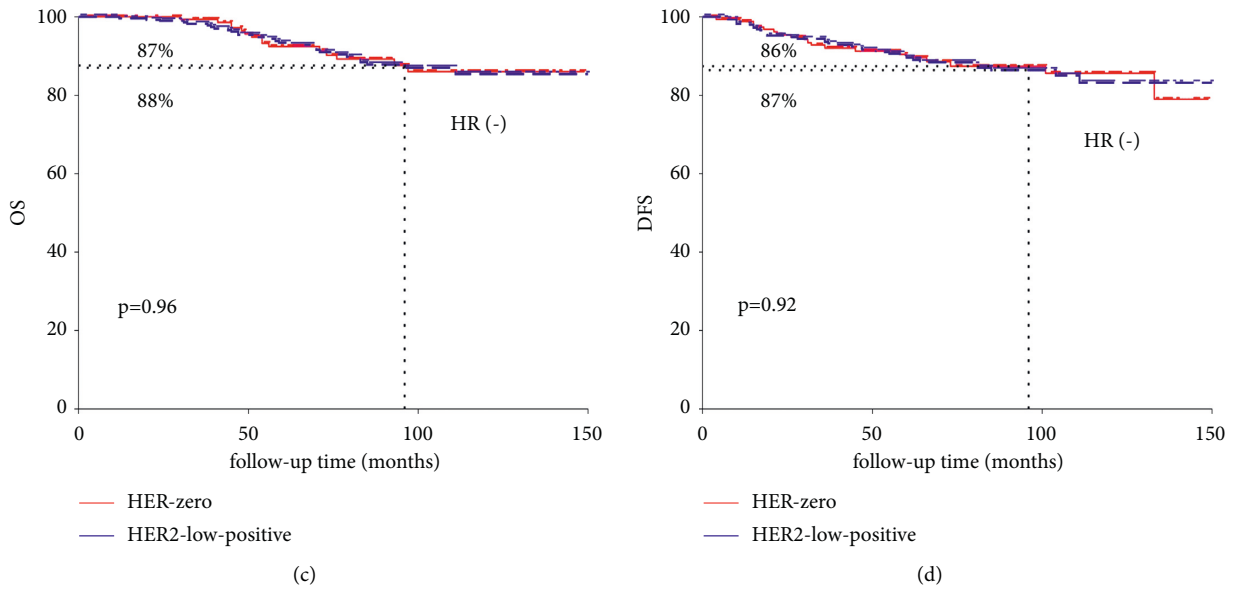 100
80
60
40
20
0
OS
87%
88%
HR (-)
p=0.96
0
50
100
150
follow-up time (months)
HER-zero
HER2-low-positive
(c)
100
80
60
40
20
0
DFS
86%
87%
HR (-)
p=0.92
0
50
100
150
follow-up time (months)
HER-zero
HER2-low-positive
(d)